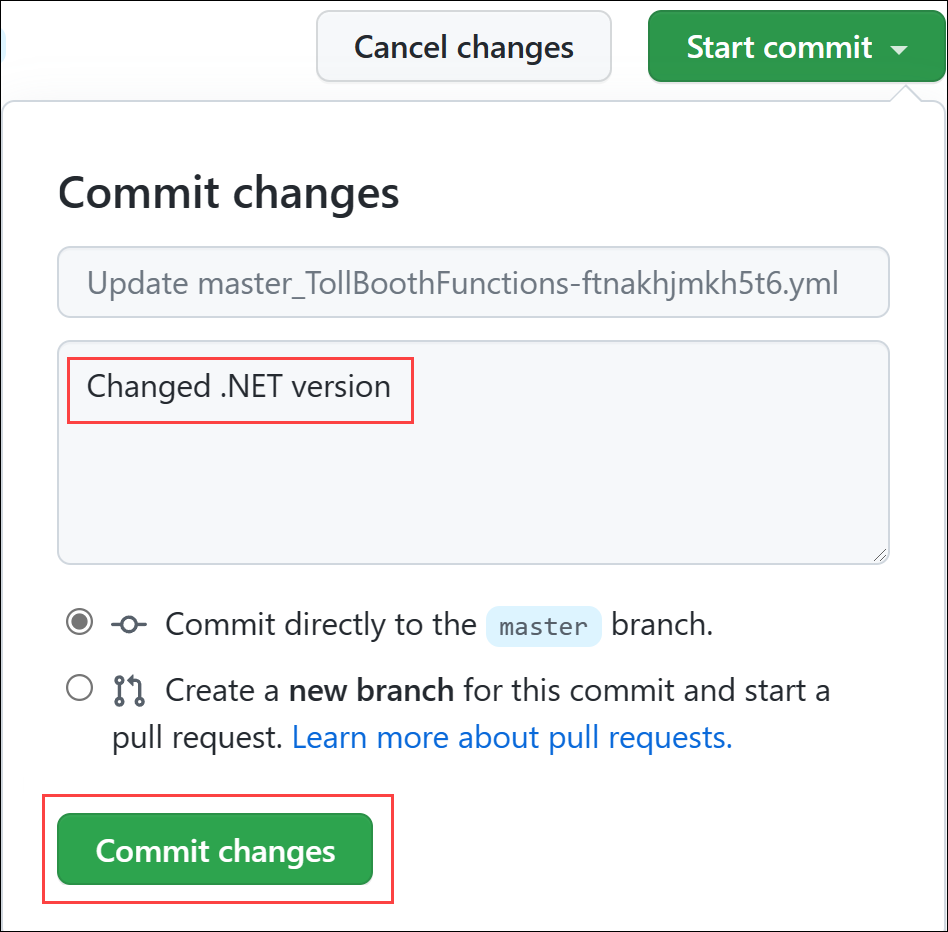 Cancel changes
Start commit
Commit changes
Update master_TollBoothFunctions-ftnakhjmkh5t6.yml
Changed .NET version
Commit directly to the master branch.
Create a new branch for this commit and start a
pull request. Learn more about pull requests.
Commit changes